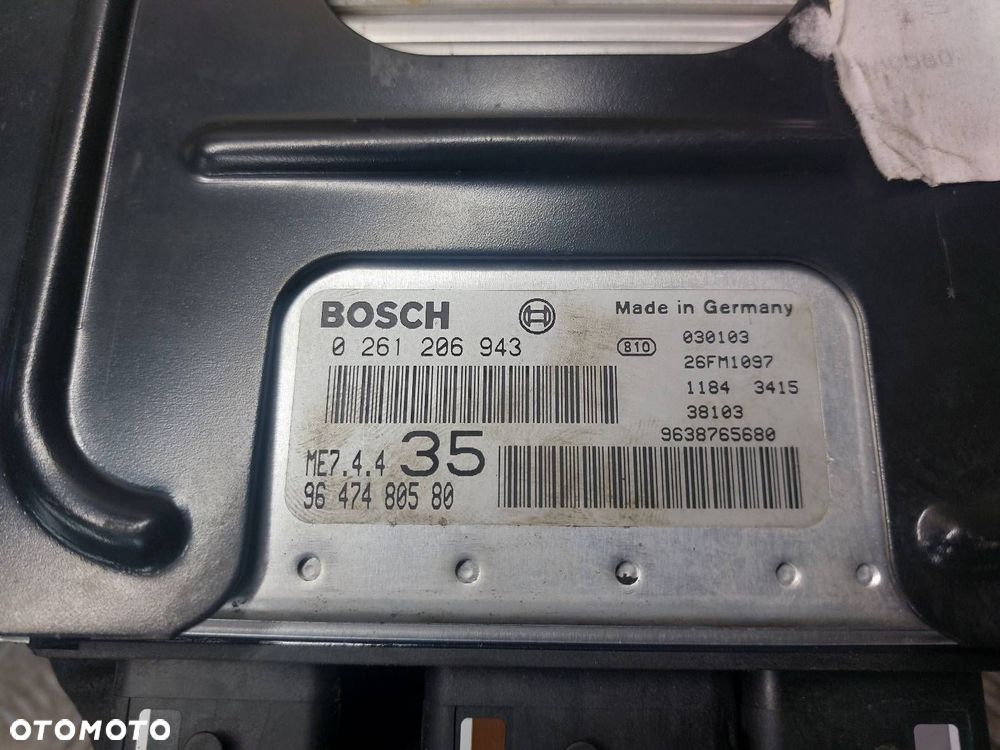 BOSCH
Made in Germany
0 261 206 943
810
030103
26FM1097
1184 3415
38103
9638765680
ME7.4.4 35
96 474 805 80
OTOMOTO